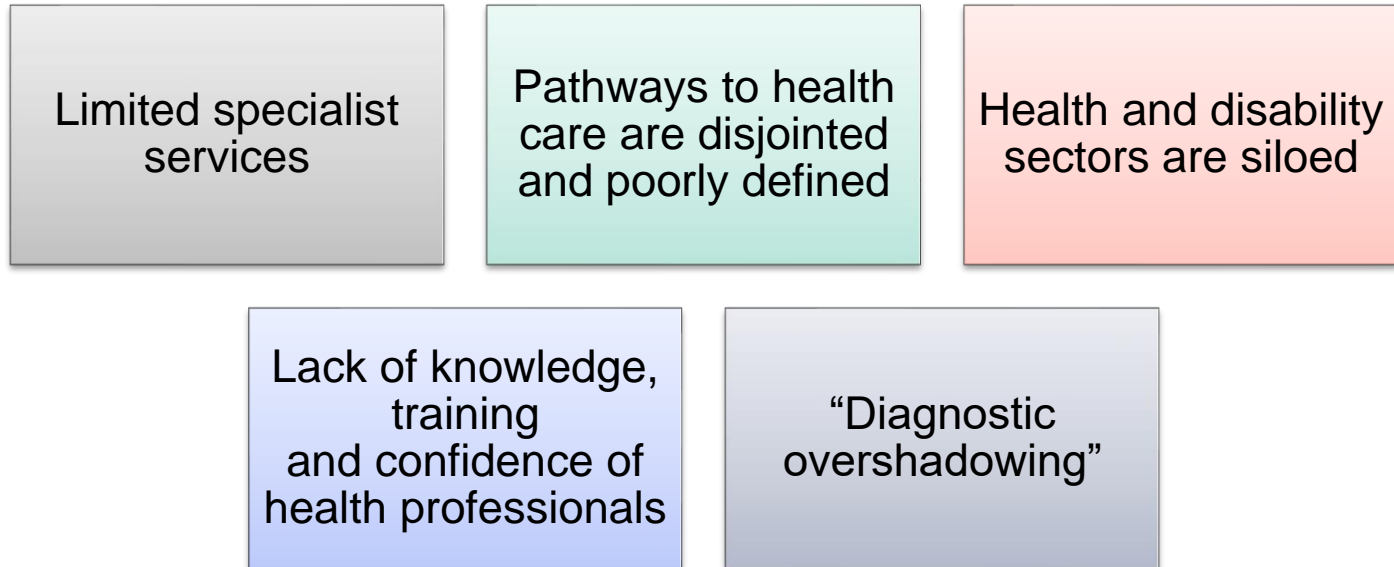 Limited specialist
services
Pathways to health
care are disjointed
and poorly defined
Health and disability
sectors are siloed
Lack of knowledge,
training
and confidence of
health professionals
“Diagnostic
overshadowing”